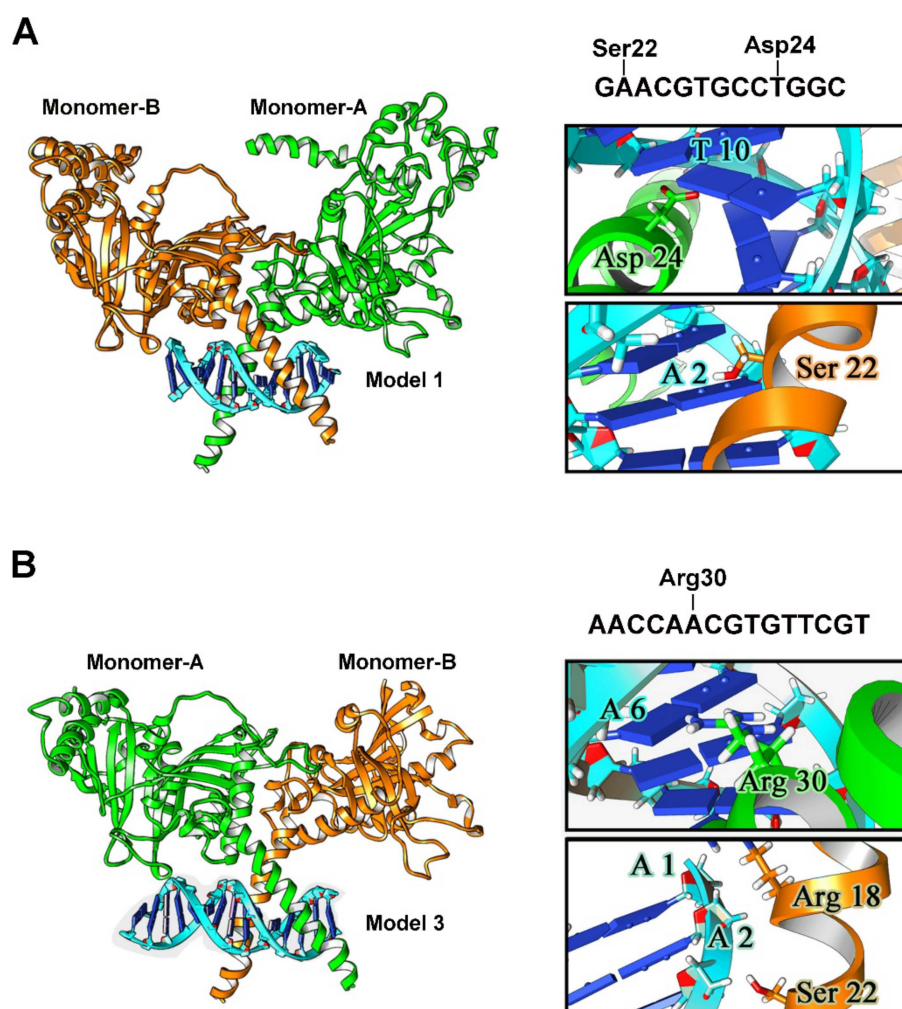 A
Ser22
Asp24
GAACGTGCCTGGC
Monomer-B
Monomer-A
Model 1
T 10
Asp 24
A 2
Ser 22
B
Arg30
AACCAACGTGTTCGT
Monomer-A
Monomer-B
Model 3
A 6
Arg 30
A 1
Arg 18
A 2
Ser 22